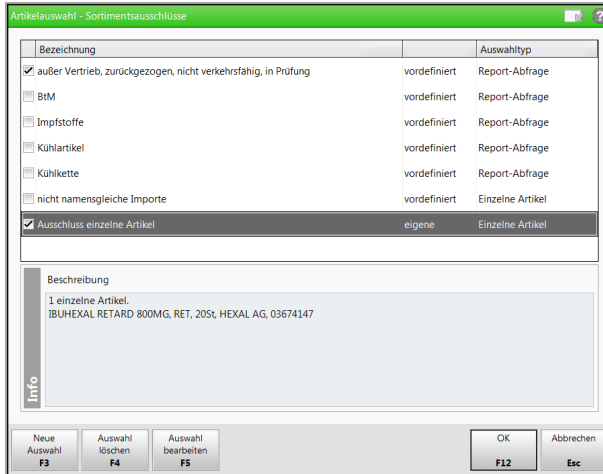 Artikelauswahl - Sortimentsausschlüsse
Bezeichnung Auswahltyp
außer Vertrieb, zurückgezogen, nicht verkehrsfähig, in Prüfung vordefiniert Report-Abfrage
BtM vordefiniert Report-Abfrage
Impfstoffe vordefiniert Report-Abfrage
Kühlartikel vordefiniert Report-Abfrage
Kühlkette vordefiniert Report-Abfrage
nicht namensgleiche Importe vordefiniert Einzelne Artikel
Ausschluss einzelne Artikel eigene Einzelne Artikel
Info
Beschreibung
1 einzelne Artikel.
IBUHEXAL RETARD 800MG, RET, 20St, HEXAL AG, 03674147
Neue Auswahl F3
Auswahl löschen F4
Auswahl bearbeiten F5
OK F12
Abbrechen Esc